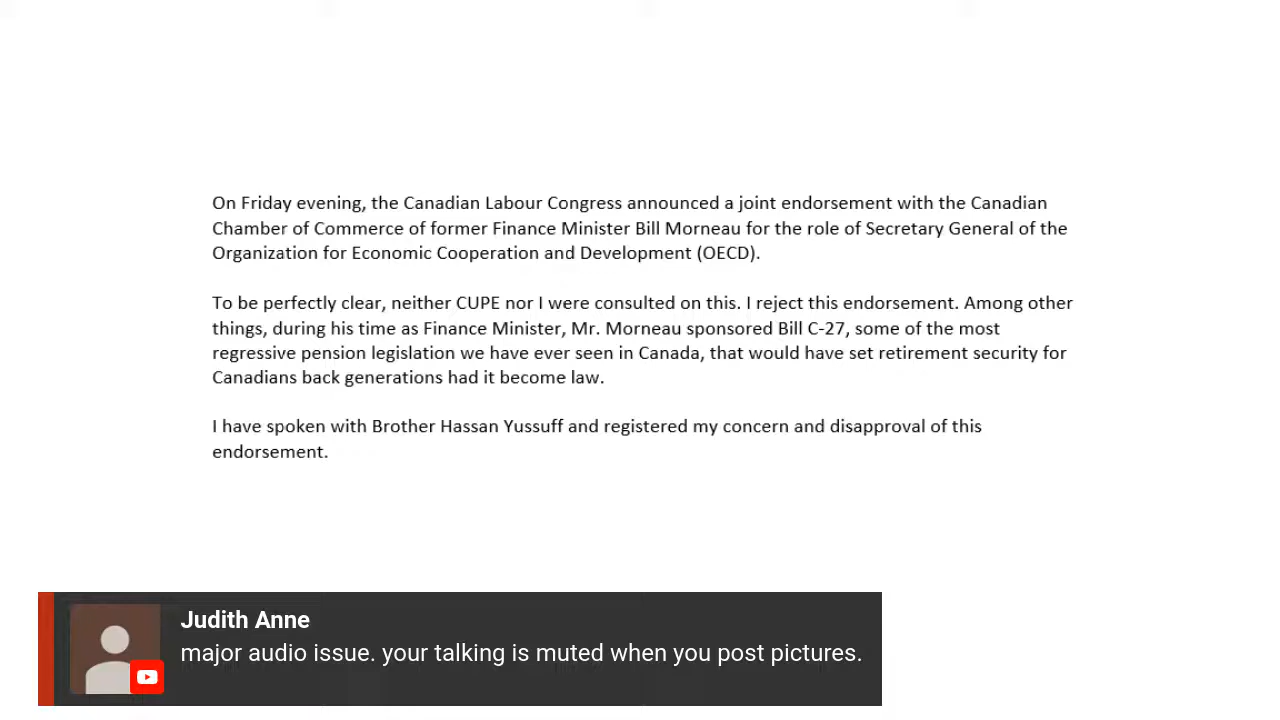 On Friday evening, the Canadian Labour Congress announced a joint endorsement with the Canadian
Chamber of Commerce of former Finance Minister Bill Morneau for the role of Secretary General of the
Organization for Economic Cooperation and Development (OECD).
To be perfectly clear, neither CUPE nor I were consulted on this. I reject this endorsement. Among other
things, during his time as Finance Minister, Mr. Morneau sponsored Bill C-27, some of the most
regressive pension legislation we have ever seen in Canada, that would have set retirement security for
Canadians back generations had it become law.
I have spoken with Brother Hassan Yussuff and registered my concern and disapproval of this
endorsement.
Judith Anne
major audio issue. your talking is muted when you post pictures.